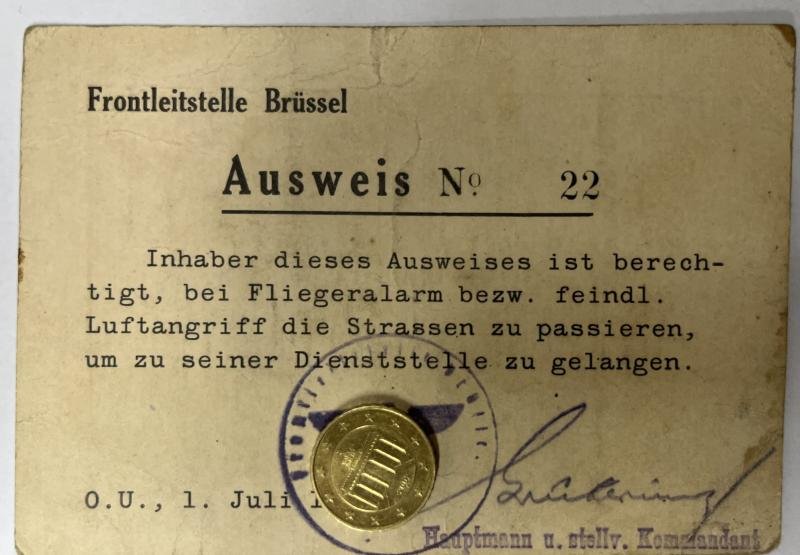 Frontleitstelle Brüssel
Ausweis No 22
Inhaber dieses Ausweises ist berech-
tigt, bei Fliegeralarm bezw. feindl.
Luftangriff die Strassen zu passieren,
um zu seiner Dienststelle zu gelangen.
O.U., 1. Juli
Hauptmann u. stellv. Kommandant